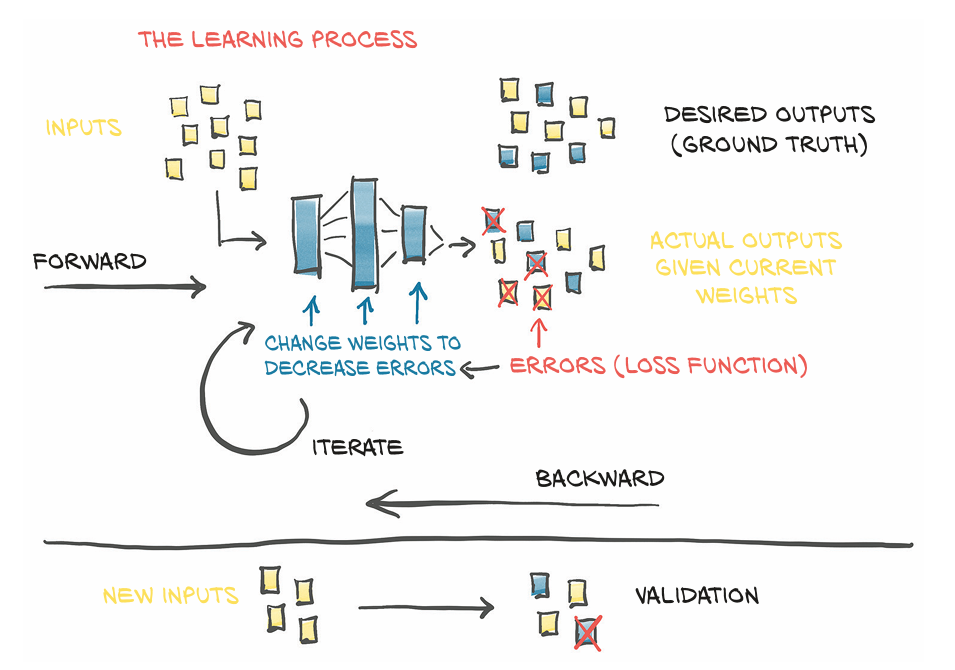 THE LEARNING PROCESS
INPUTS
DESIRED OUTPUTS
(GROUND TRUTH)
ACTUAL OUTPUTS
GIVEN CURRENT
WEIGHTS
FORWARD
CHANGE WEIGHTS TO
DECREASE ERRORS
ERRORS (LOSS FUNCTION)
ITERATE
BACKWARD
NEW INPUTS
VALIDATION